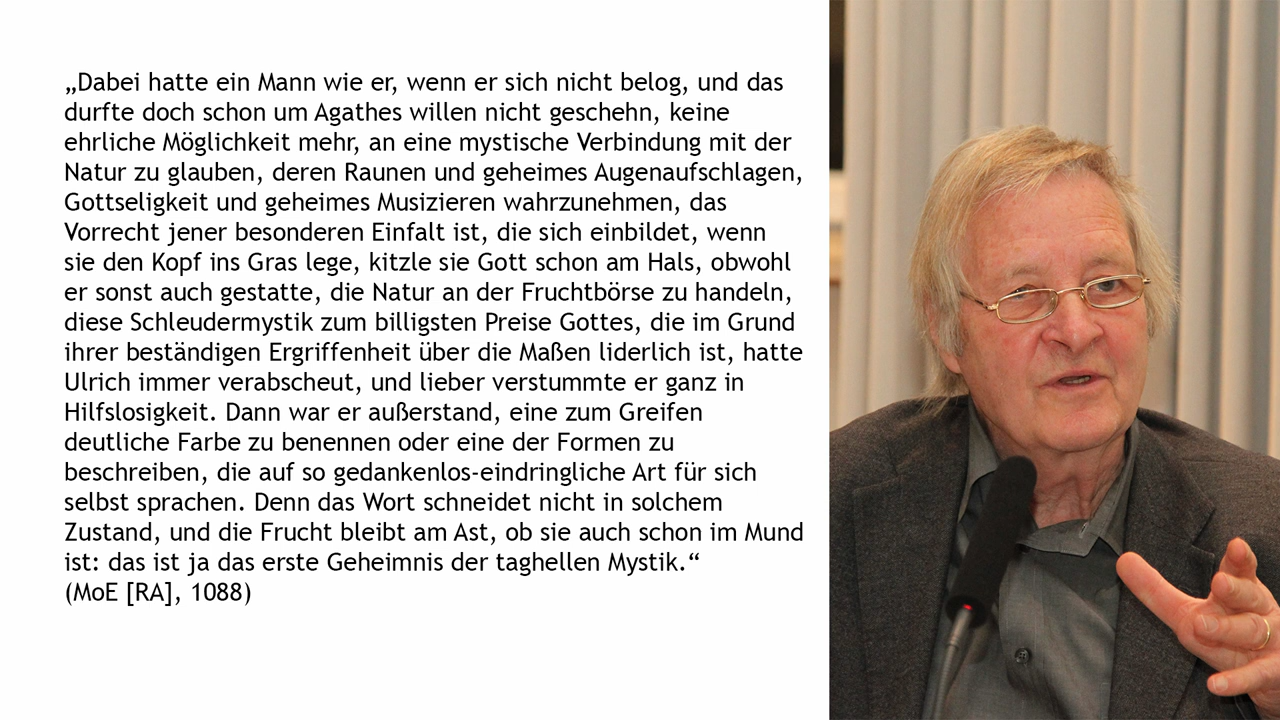 „Dabei hatte ein Mann wie er, wenn er sich nicht belog, und das
durfte doch schon um Agathes willen nicht geschehn, keine
ehrliche Möglichkeit mehr, an eine mystische Verbindung mit der
Natur zu glauben, deren Raunen und geheimes Augenaufschlagen,
Gottseligkeit und geheimes Musizieren wahrzunehmen, das
Vorrecht jener besonderen Einfalt ist, die sich einbildet, wenn
sie den Kopf ins Gras lege, kitzle sie Gott schon am Hals, obwohl
er sonst auch gestatte, die Natur an der Fruchtbörse zu handeln,
diese Schleudermystik zum billigsten Preise Gottes, die im Grund
ihrer beständigen Ergriffenheit über die Maßen liderlich ist, hatte
Ulrich immer verabscheut, und lieber verstummte er ganz in
Hilfslosigkeit. Dann war er außerstand, eine zum Greifen
deutliche Farbe zu benennen oder eine der Formen zu
beschreiben, die auf so gedankenlos-eindringliche Art für sich
selbst sprachen. Denn das Wort schneidet nicht in solchem
Zustand, und die Frucht bleibt am Ast, ob sie auch schon im Mund
ist: das ist ja das erste Geheimnis der taghellen Mystik.“
(MoE [RA], 1088)